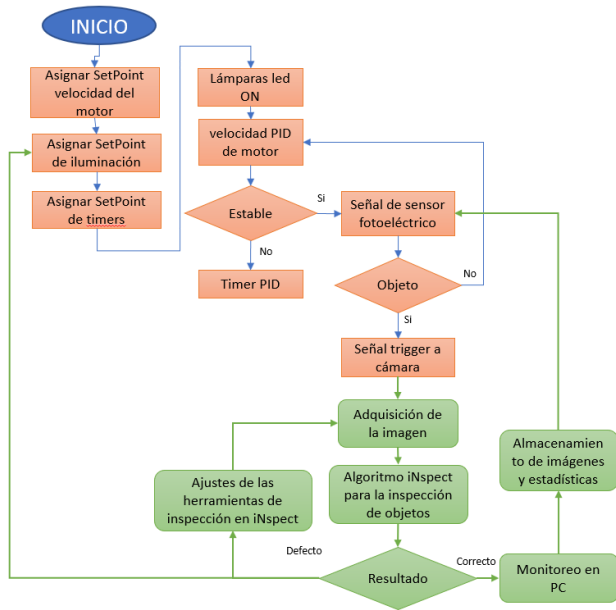 INICIO
Asignar SetPoint
velocidad del
motor
Asignar SetPoint
de iluminación
Asignar SetPoint
de timers
Lámparas led
ON
velocidad PID
de motor
Estable
Si
No
Timer PID
Señal de sensor
fotoeléctrico
Objeto
No
Si
Señal trigger a
cámara
Adquisición de
la imagen
Ajustes de las
herramientas de
inspección en iNspect
Algoritmo iNspect
para la inspección
de objetos
Almacenamien
to de imágenes
y estadísticas
Defecto
Resultado
Correcto
Monitoreo en
PC